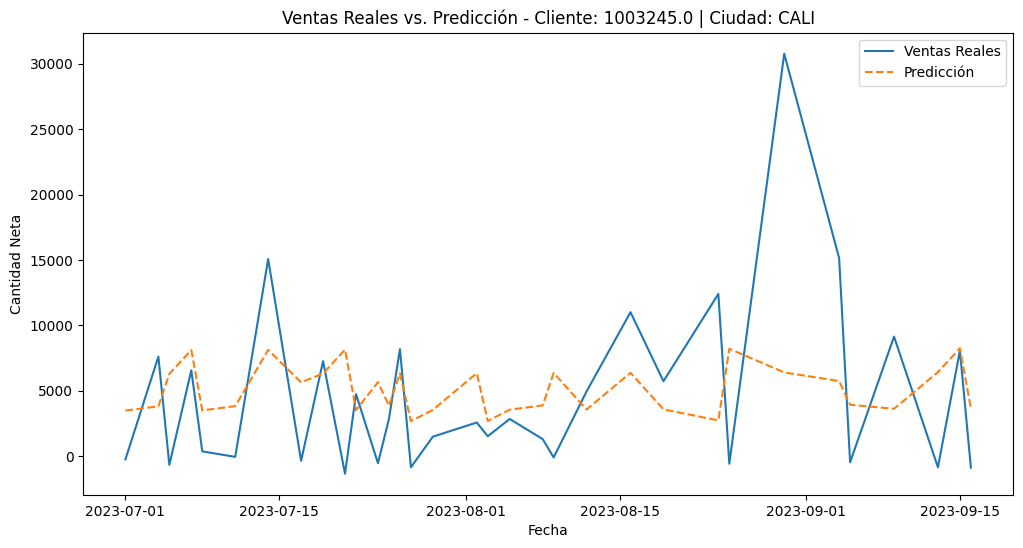 Ventas Reales vs. Predicción - Cliente: 1003245.0 | Ciudad: CALI
Ventas Reales
Predicción
30000
25000
20000
15000
10000
5000
0
Cantidad Neta
2023-07-01
2023-07-15
2023-08-01
2023-08-15
2023-09-01
2023-09-15
Fecha